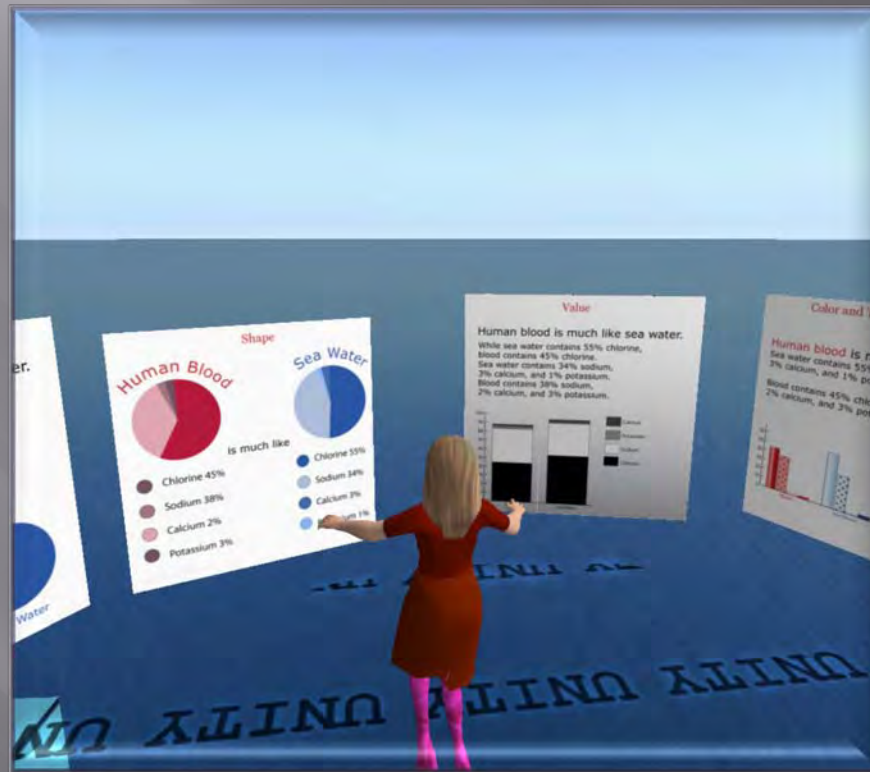 er.
Water
Shape
Human Blood
Sea Water
is much like
Chlorine 45%
Sodium 38%
Calcium 2%
Potassium 3%
Chlorine 55%
Sodium 34%
Calcium 3%
1%
Value
Human blood is much like sea water.
While sea water contains 55% chlorine,
blood contains 45% chlorine.
Sea water contains 34% sodium,
3% calcium, and 1% potassium.
Blood contains 38% sodium,
2% calcium, and 3% potassium.
Color and
Human blood is
Sea water contains 55%
3% calcium, and 1%
Blood contains 45%
2% calcium, and 3%
UNITY
UNITY UNITY UNITY UNITY